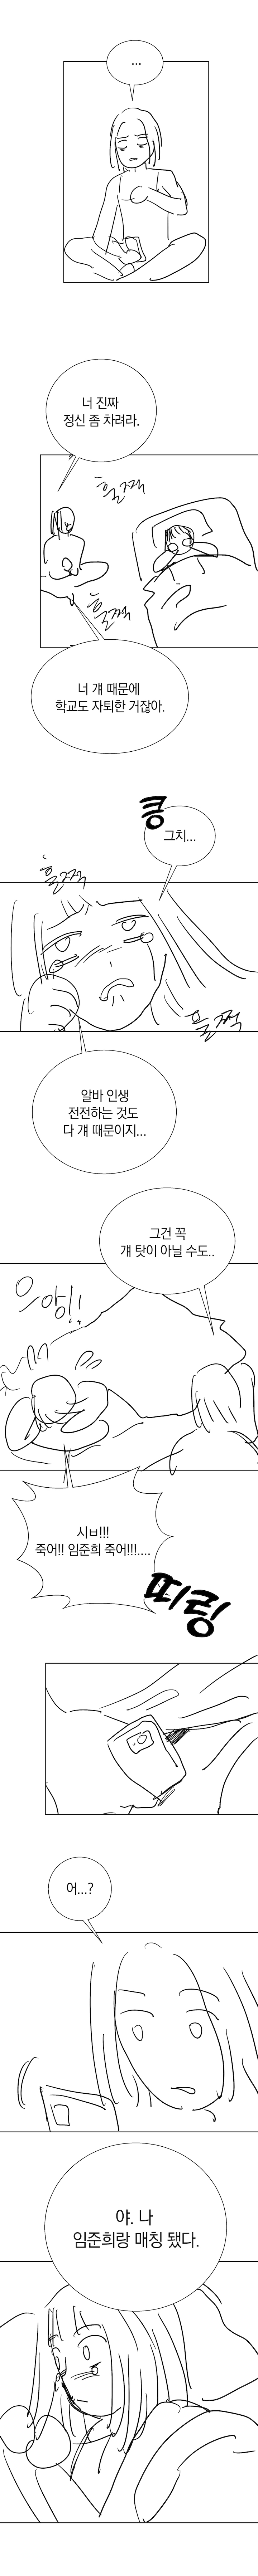 ...
너 진짜
정신 좀 차려라.
훌쩍
훌쩍
너 걔 때문에
학교도 자퇴한 거잖아.
킁
그치...
훌쩍
훌쩍
알바 인생
전전하는 것도
다 걔 때문이지...
그건 꼭
걔 탓이 아닐 수도..
으앙!!
시ㅂ!!!
죽어!! 임준희 죽어!!!....
띠링!
어...?
야. 나
임준희랑 매칭 됐다.